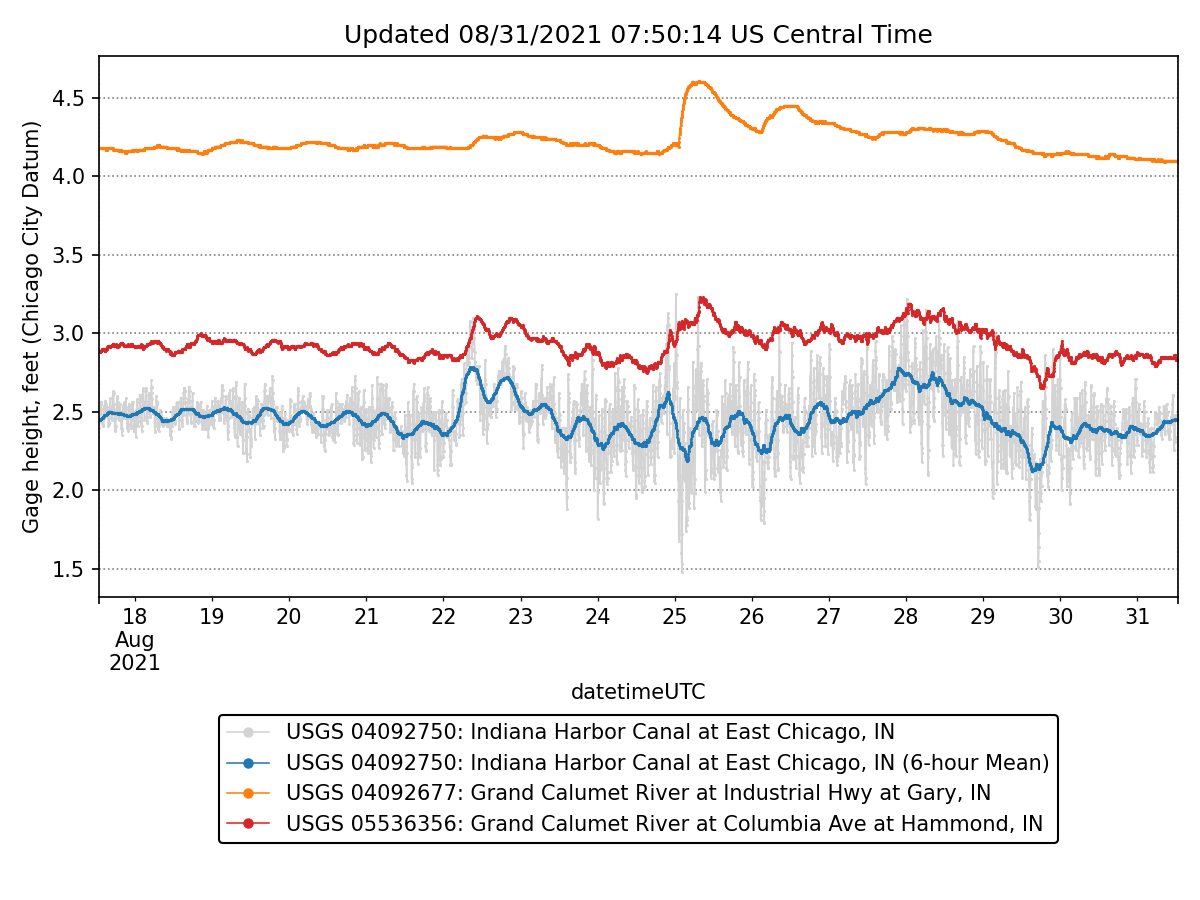 Updated 08/31/2021 07:50:14 US Central Time
Gage height, feet (Chicago City Datum)
4.5
4.0
3.5
3.0
2.5
2.0
1.5
18 19 20 21 22 23 24 25 26 27 28 29 30 31
Aug
2021
datetimeUTC
USGS 04092750: Indiana Harbor Canal at East Chicago, IN
USGS 04092750: Indiana Harbor Canal at East Chicago, IN (6-hour Mean)
USGS 04092677: Grand Calumet River at Industrial Hwy at Gary, IN
USGS 05536356: Grand Calumet River at Columbia Ave at Hammond, IN